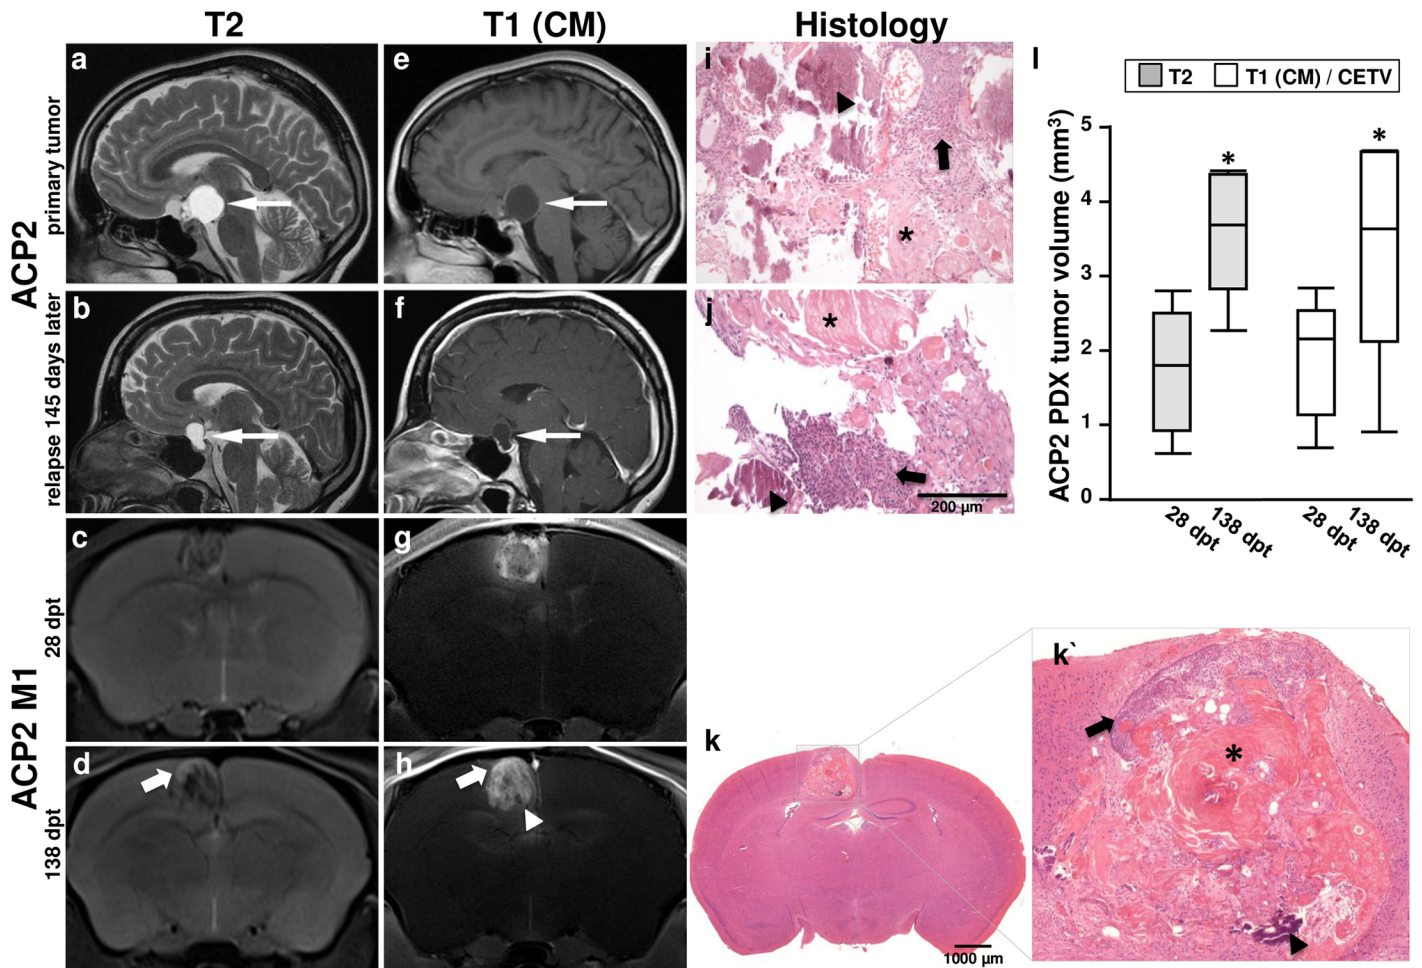 T2
T1 (CM)
Histology
ACP2
primary tumor
relapse 145 days later
ACP2 M1
28 dpt
138 dpt
a
e
i
b
f
j
*
*
200 µm
c
g
d
h
k
1000 µm
k`
*
l
T2
T1 (CM) / CETV
ACP2 PDX tumor volume (mm³)
5
4
3
2
1
0
*
*
28 dpt
138 dpt
28 dpt
138 dpt